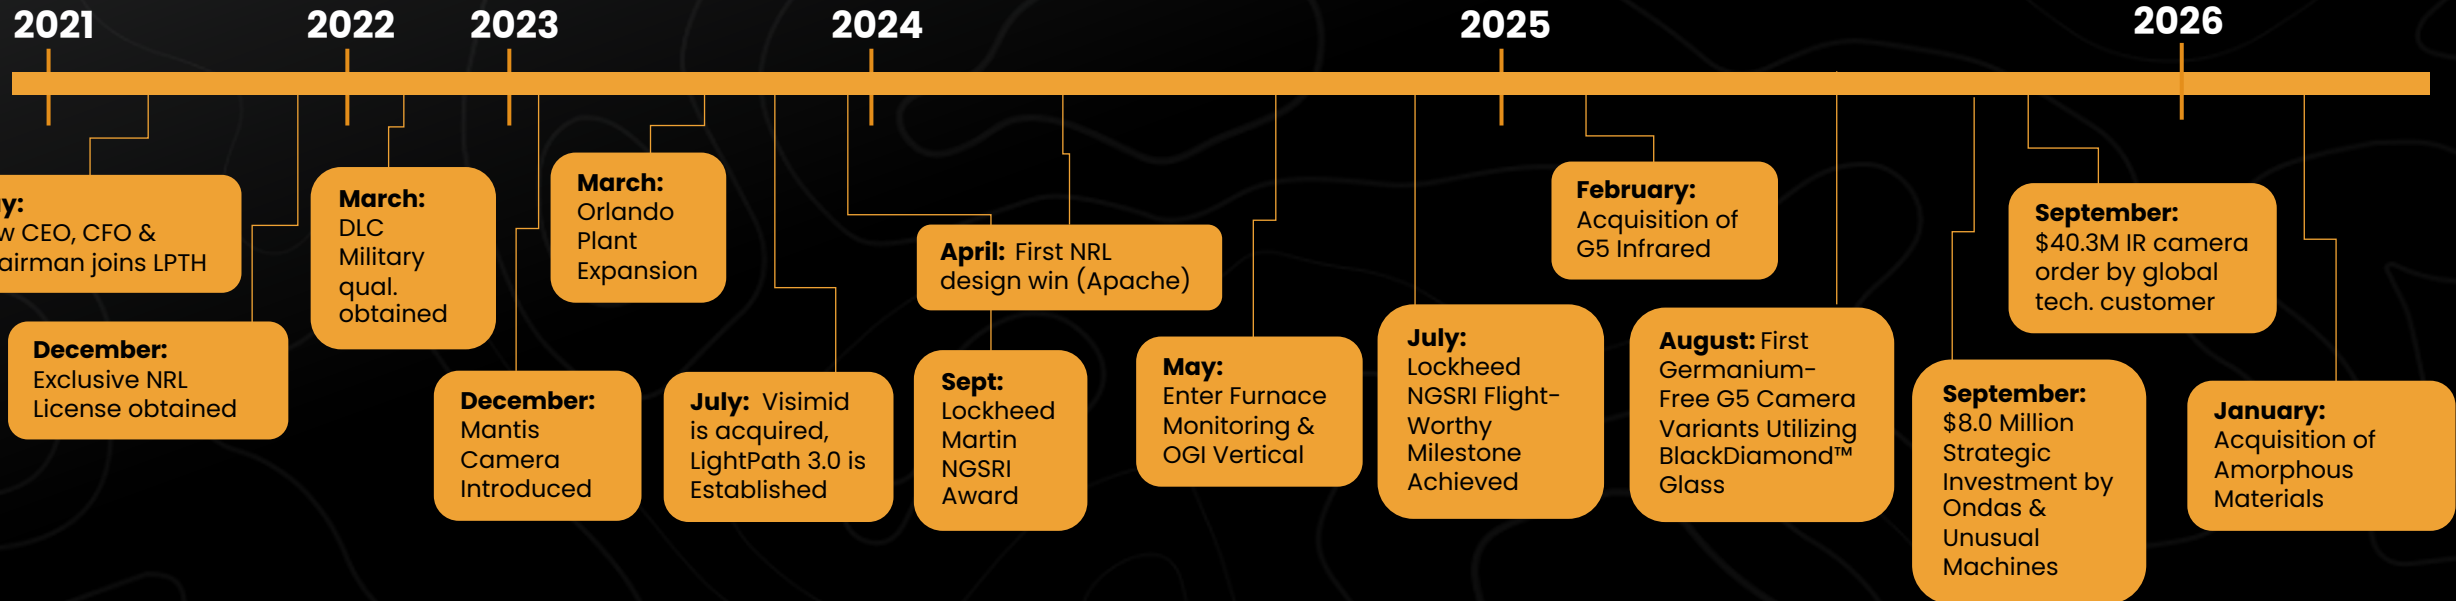 2021
2022
2023
2024
2025
2026
y:
w CEO, CFO &
airman joins LPTH
December:
Exclusive NRL
License obtained
March:
DLC
Military
qual.
obtained
December:
Mantis
Camera
Introduced
March:
Orlando
Plant
Expansion
July: Visimid
is acquired,
LightPath 3.0 is
Established
April: First NRL
design win (Apache)
Sept:
Lockheed
Martin
NGSRI
Award
May:
Enter Furnace
Monitoring &
OGI Vertical
July:
Lockheed
NGSRI Flight-
Worthy
Milestone
Achieved
February:
Acquisition of
G5 Infrared
August: First
Germanium-
Free G5 Camera
Variants Utilizing
BlackDiamond™
Glass
September:
$8.0 Million
Strategic
Investment by
Ondas &
Unusual
Machines
September:
$40.3M IR camera
order by global
tech. customer
January:
Acquisition of
Amorphous
Materials